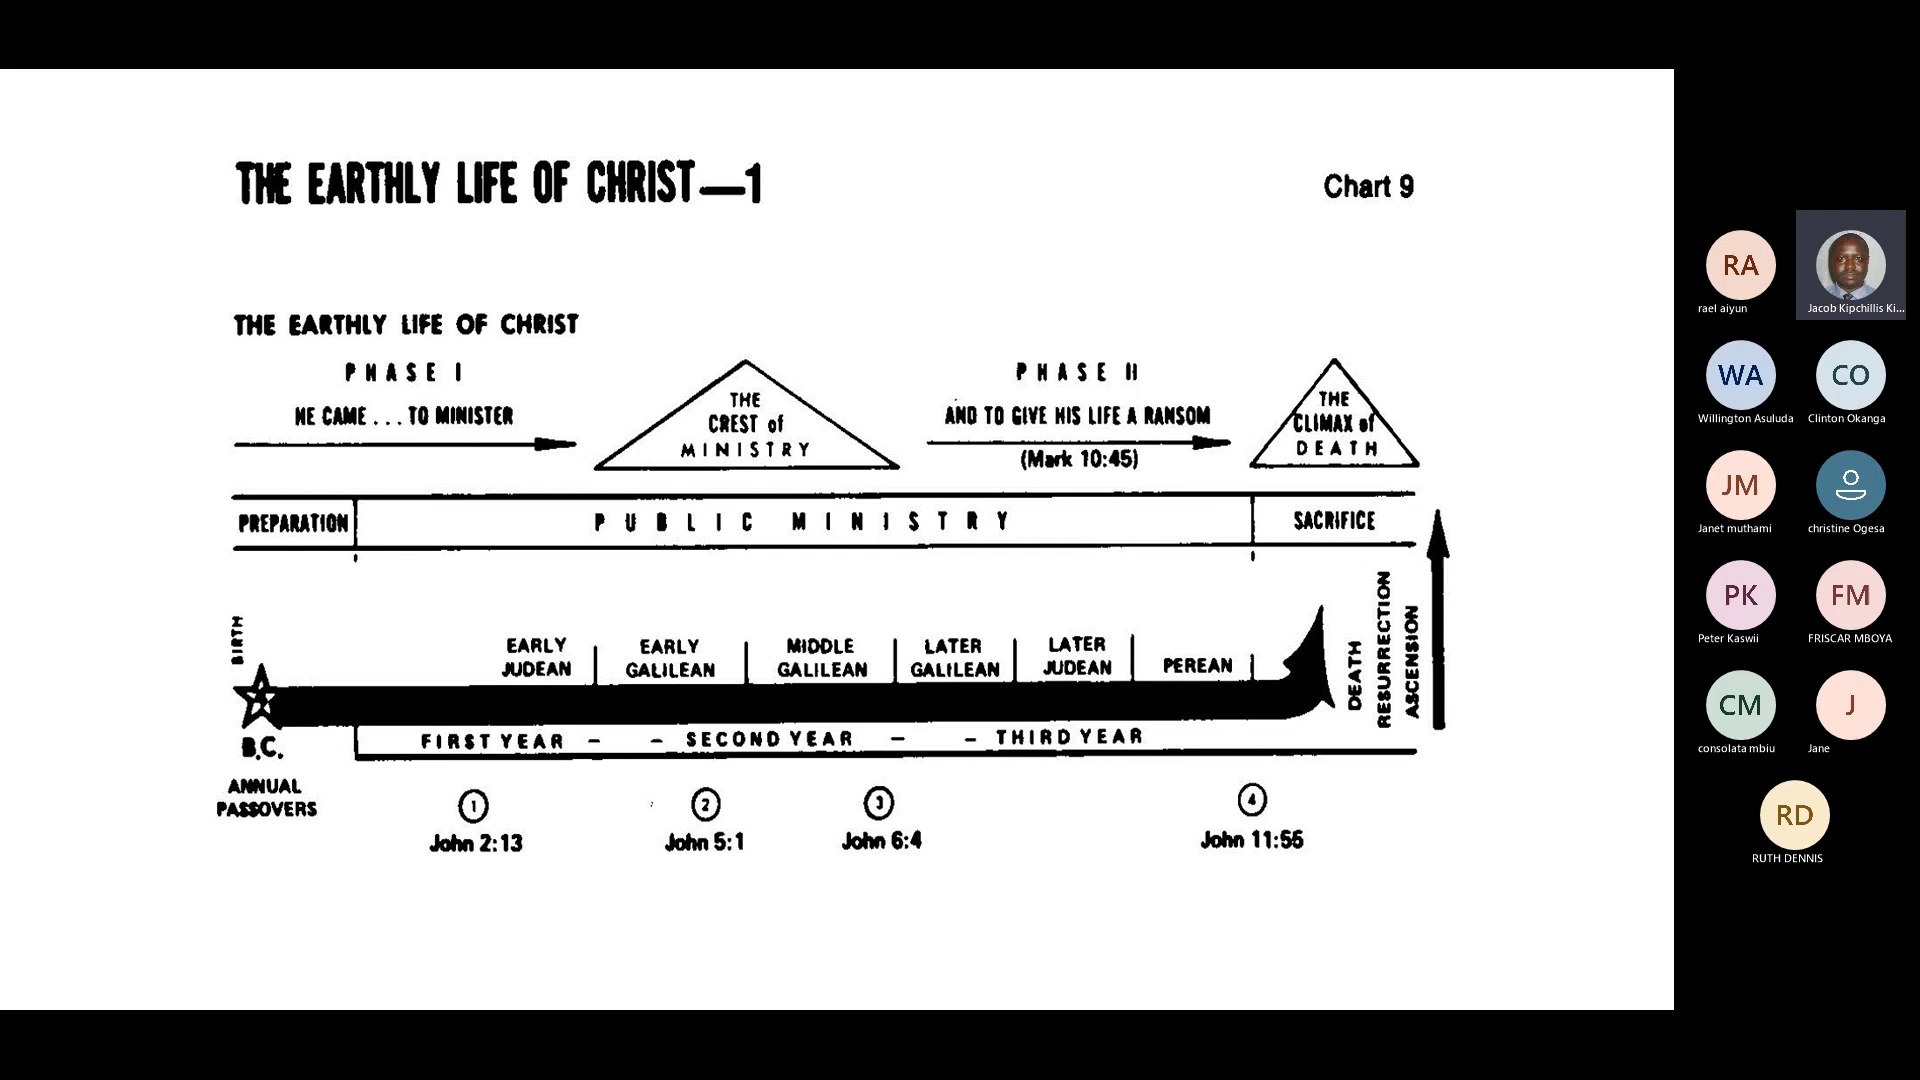 THE EARTHLY LIFE OF CHRIST—1
Chart 9
THE EARTHLY LIFE OF CHRIST
PHASE I
HE CAME . . . TO MINISTER
THE
CREST of
MINISTRY
PHASE II
AND TO GIVE HIS LIFE A RANSOM
(Mark 10:45)
THE
CLIMAX of
DEATH
PREPARATION
PUBLIC MINISTRY
SACRIFICE
BIRTH
EARLY
JUDEAN
EARLY
GALILEAN
MIDDLE
GALILEAN
LATER
GALILEAN
LATER
JUDEAN
PEREAN
DEATH
RESURRECTION
ASCENSION
B.C.
FIRST YEAR – – SECOND YEAR – – THIRD YEAR
ANNUAL
PASSOVERS
1
John 2:13
2
John 5:1
3
John 6:4
4
John 11:55
RA
rael aiyun
Jacob Kipchillis Ki...
WA
Willington Asuluda
CO
Clinton Okanga
JM
Janet muthami
christine Ogesa
PK
Peter Kaswii
FM
FRISCAR MBOYA
CM
consolata mbiu
J
Jane
RD
RUTH DENNIS